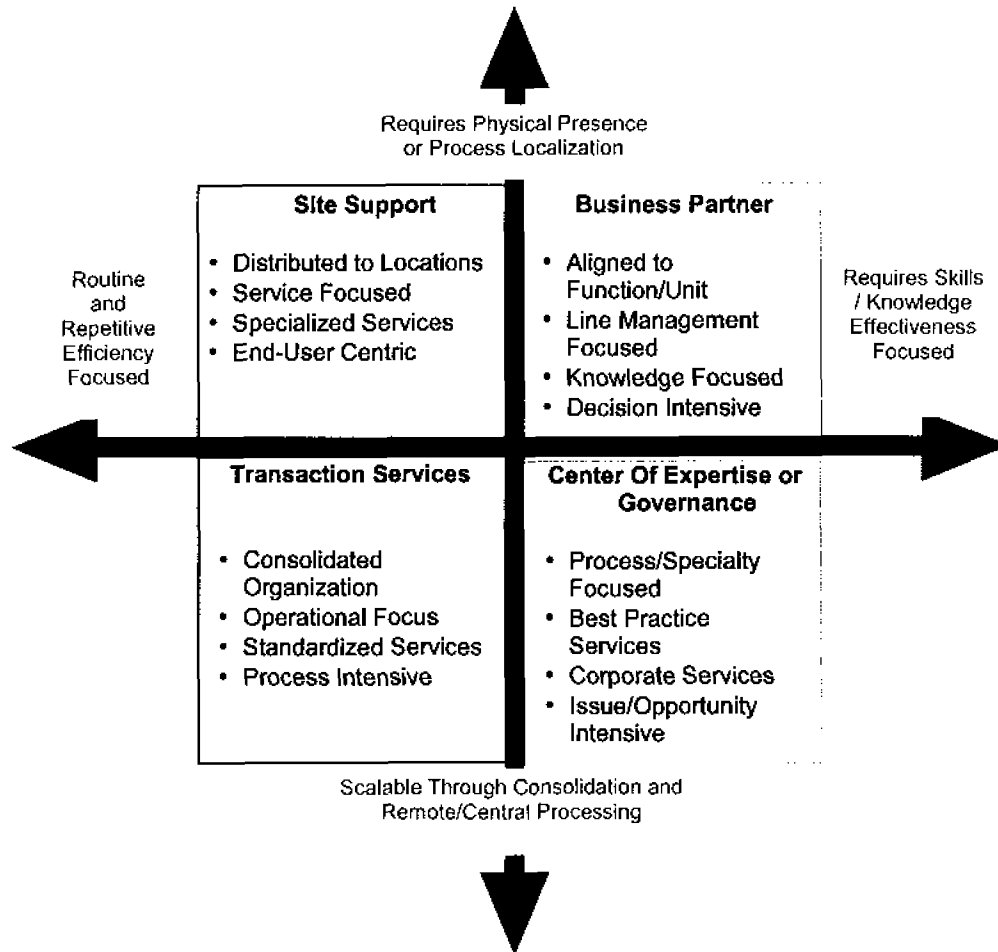 Requires Physical Presence
or Process Localization
Routine
and
Repetitive
Efficiency
Focused
Site Support
• Distributed to Locations
• Service Focused
• Specialized Services
• End-User Centric
Business Partner
• Aligned to
Function/Unit
• Line Management
Focused
• Knowledge Focused
• Decision Intensive
Requires Skills
/ Knowledge
Effectiveness
Focused
Transaction Services
• Consolidated
Organization
• Operational Focus
• Standardized Services
• Process Intensive
Center Of Expertise or
Governance
• Process/Specialty
Focused
• Best Practice
Services
• Corporate Services
• Issue/Opportunity
Intensive
Scalable Through Consolidation and
Remote/Central Processing